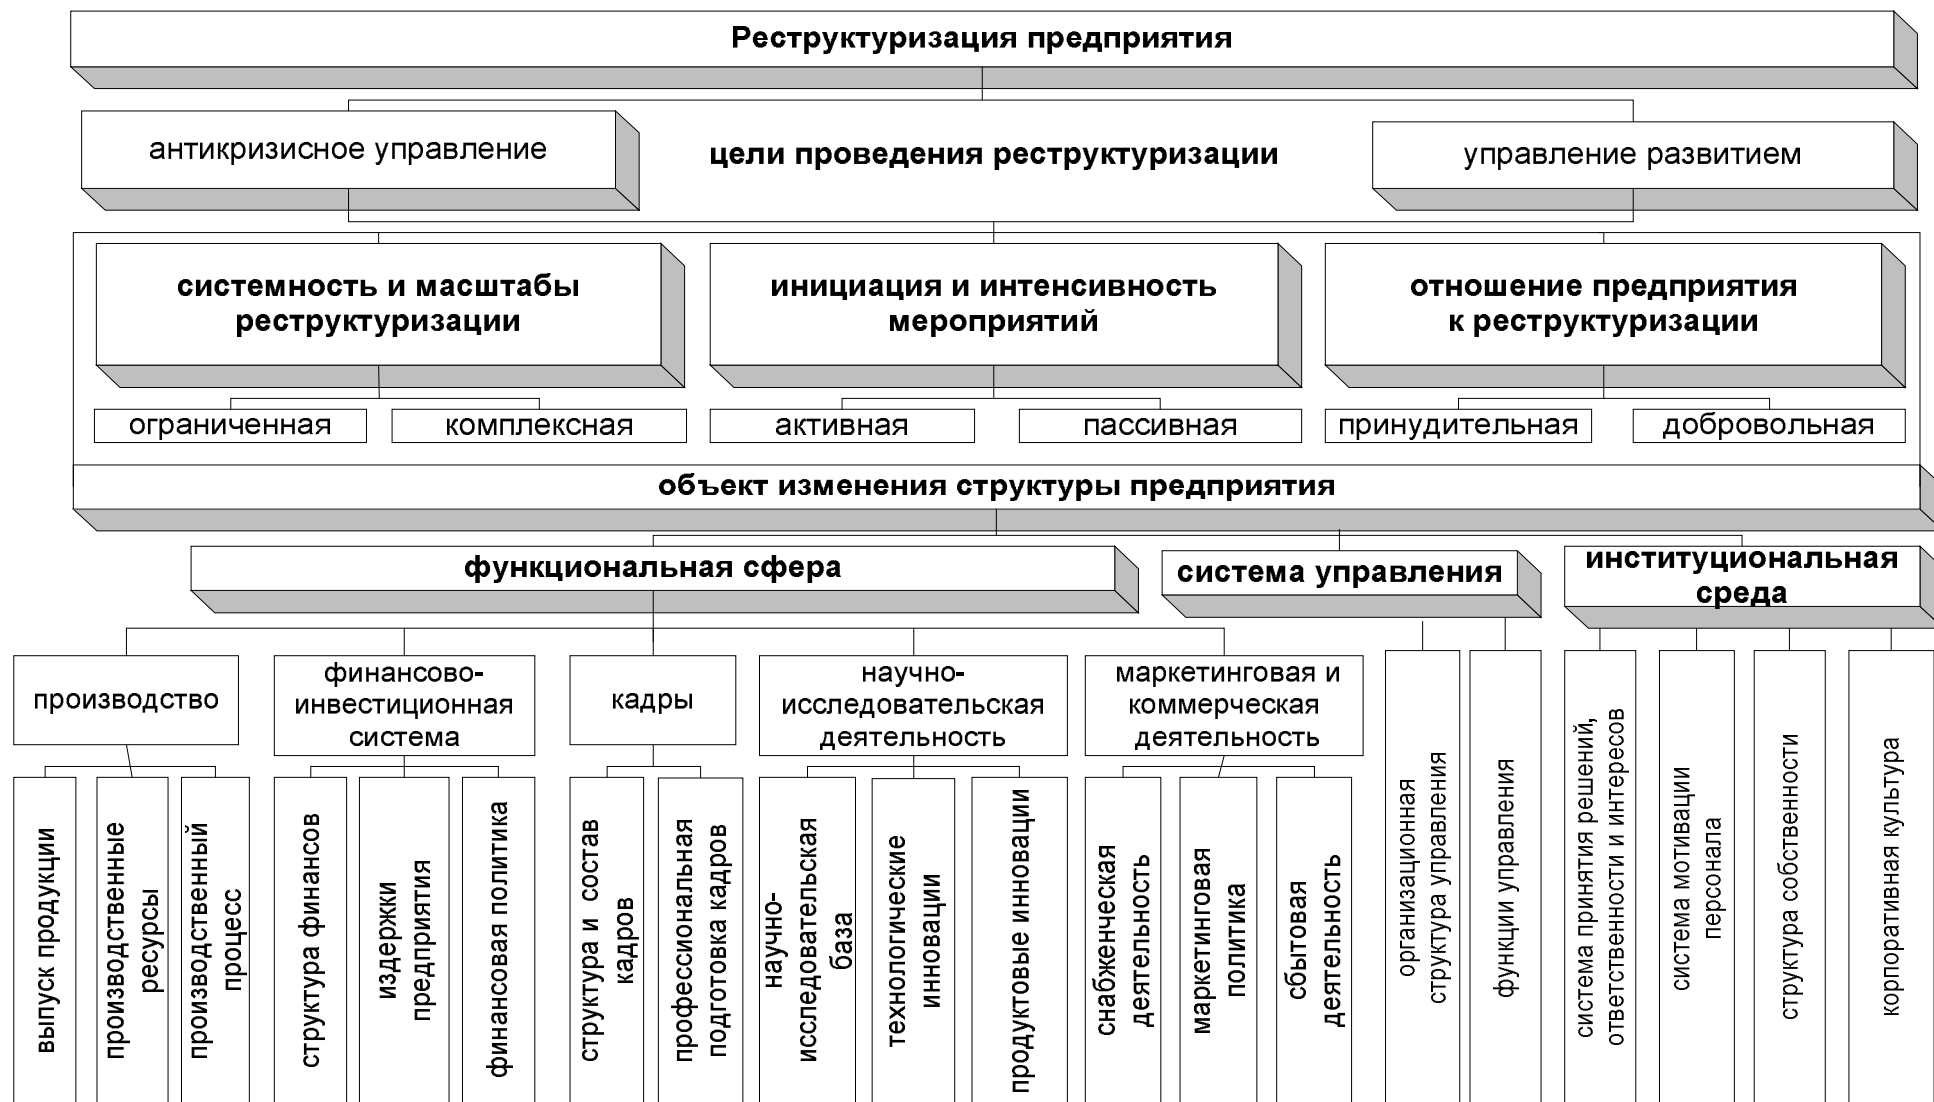 Реструктуризация предприятия
антикризисное управление
цели проведения реструктуризации
управление развитием
системность и масштабы
реструктуризации
инициация и интенсивность
мероприятий
отношение предприятия
к реструктуризации
ограниченная
комплексная
активная
пассивная
принудительная
добровольная
объект изменения структуры предприятия
функциональная сфера
система управления
институциональная
среда
производство
финансово-
инвестиционная
система
кадры
научно-
исследовательская
деятельность
маркетинговая и
коммерческая
деятельность
выпуск продукции
производственные
ресурсы
производственный
процесс
структура финансов
издержки
предприятия
финансовая политика
структура и состав
кадров
профессиональная
подготовка кадров
научно-
исследовательская
база
технологические
инновации
продуктовые инновации
снабженческая
деятельность
маркетинговая
политика
сбытовая
деятельность
организационная
структура управления
функции управления
система принятия решений,
ответственности и интересов
система мотивации
персонала
структура собственности
корпоративная культура